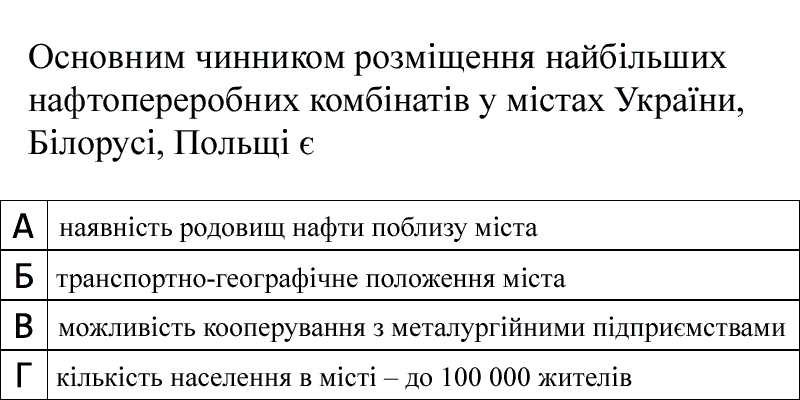 Основним чинником розміщення найбільших
нафтопереробних комбінатів у містах України,
Білорусі, Польщі є
А наявність родовищ нафти поблизу міста
Б транспортно-географічне положення міста
В можливість кооперування з металургійними підприємствами
Г кількість населення в місті – до 100 000 жителів